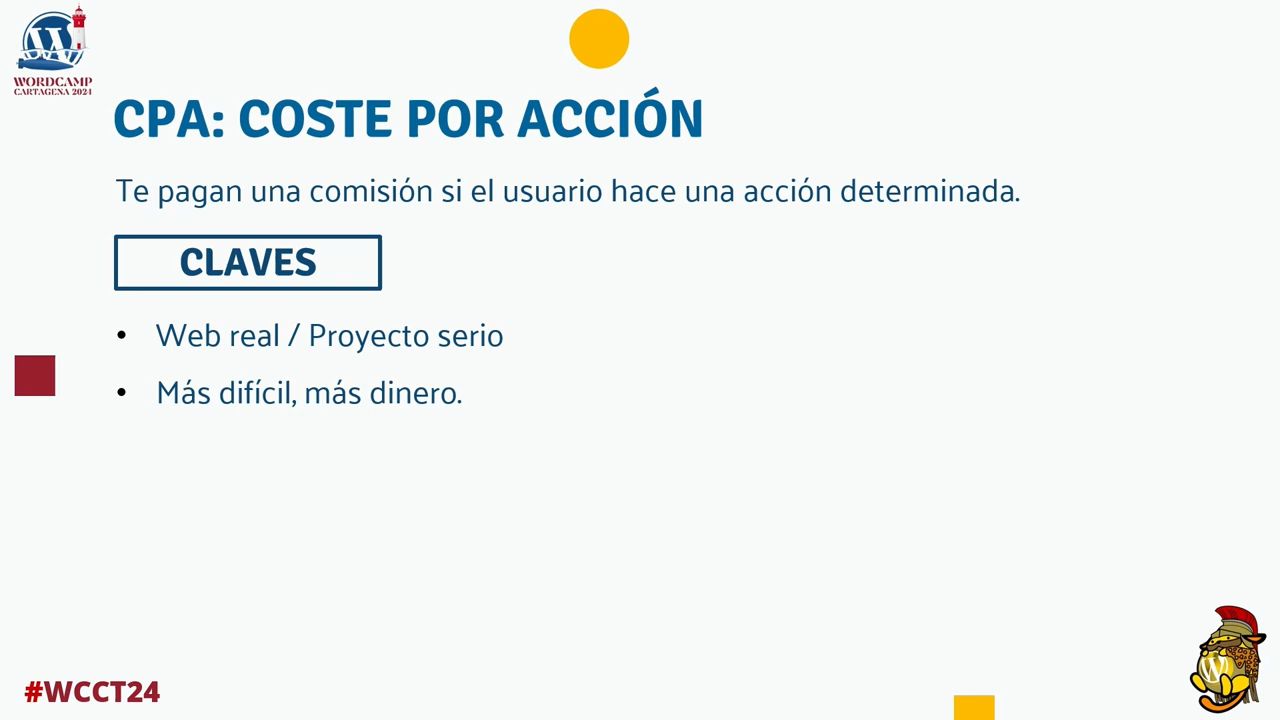 WORDCAMP
CARTAGENA 2024
CPA: COSTE POR ACCIÓN
Te pagan una comisión si el usuario hace una acción determinada.
CLAVES
• Web real / Proyecto serio
• Más difícil, más dinero.
#WCCT24